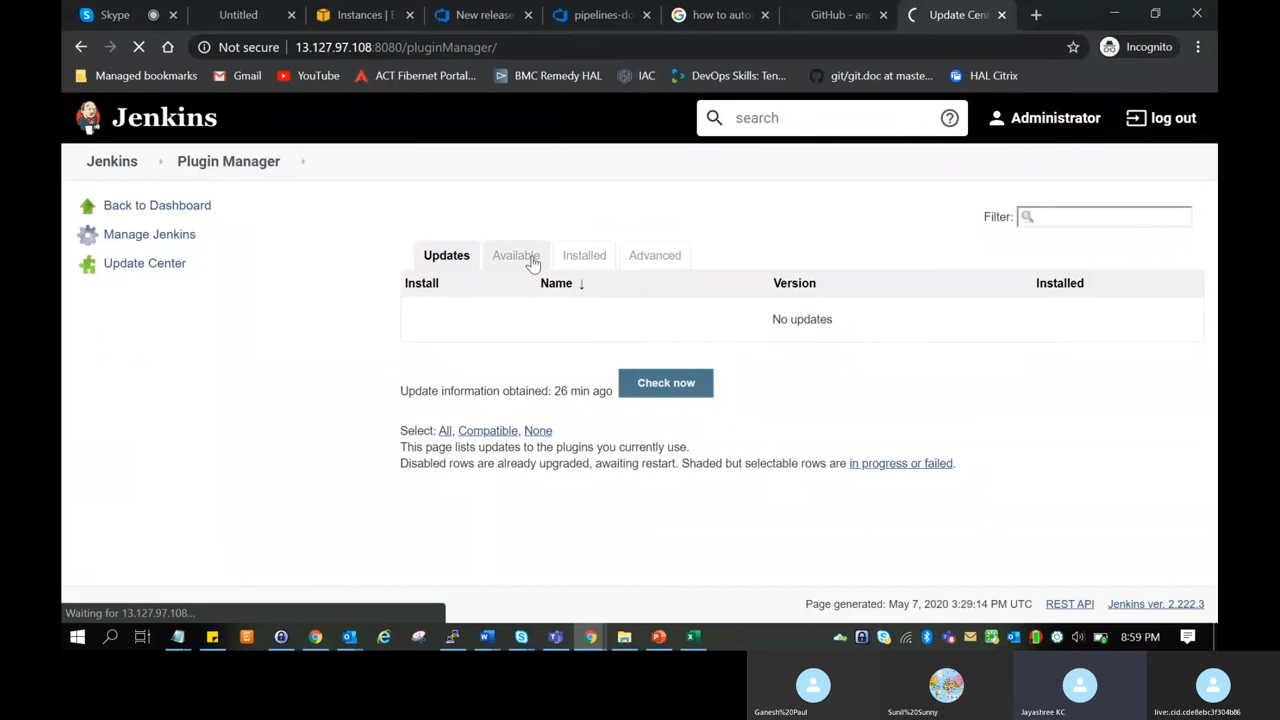 Skype
Untitled
Instances | E
New release
pipelines-do
how to auto
GitHub - an
Update Cen
Not secure
13.127.97.108:8080/pluginManager/
Incognito
Managed bookmarks
Gmail
YouTube
ACT Fibernet Portal...
BMC Remedy HAL
IAC
DevOps Skills: Ten...
git/git.doc at maste...
HAL Citrix
Jenkins
search
Administrator
log out
Jenkins
Plugin Manager
Back to Dashboard
Manage Jenkins
Update Center
Filter:
Updates
Available
Installed
Advanced
Install
Name ↓
Version
Installed
No updates
Update information obtained: 26 min ago
Check now
Select: All, Compatible, None
This page lists updates to the plugins you currently use.
Disabled rows are already upgraded, awaiting restart. Shaded but selectable rows are in progress or failed.
Waiting for 13.127.97.108...
Page generated: May 7, 2020 3:29:14 PM UTC
REST API
Jenkins ver. 2.222.3
8:59 PM
Ganesh%20Paul
Sunil%20Sunny
Jayashree KC
live:.cid.cde8ebc3f304b86